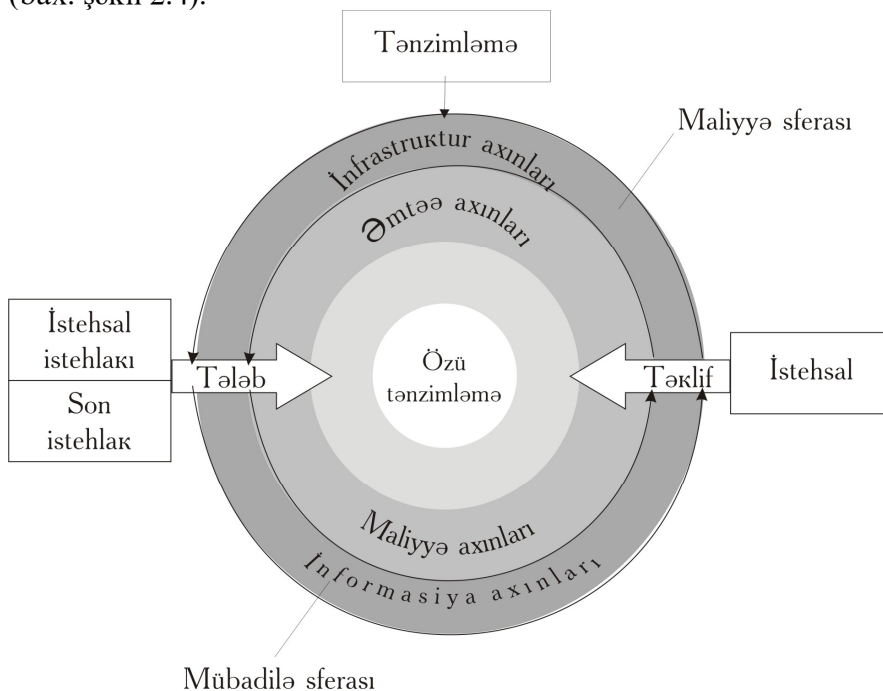 (bax. şəkil 2.4).
Tənzimləmə
Maliyyə sferası
İnfrastruktur axınları
Əmtəə axınları
İstehsal
istehlakı
Son
istehlak
Tələb
Özü
tənzimləmə
Təklif
İstehsal
Maliyyə axınları
İnformasiya axınları
Mübadilə sferası